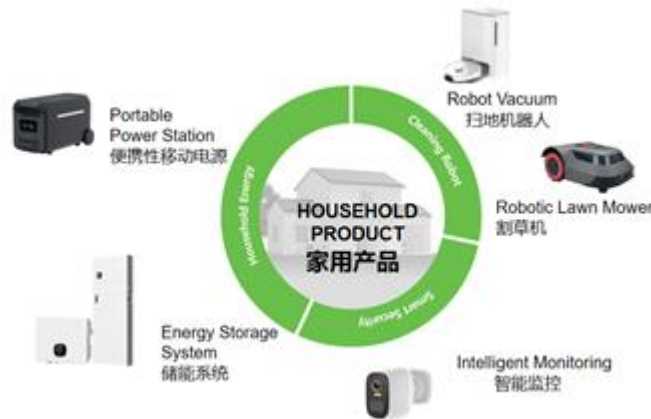 Robot Vacuum
扫地机器人
Portable
Power Station
便携性移动电源
Cleaning Robot
Household Energy
HOUSEHOLD
PRODUCT
家用产品
Robotic Lawn Mower
割草机
Smart Security
Energy Storage
System
储能系统
Intelligent Monitoring
智能监控